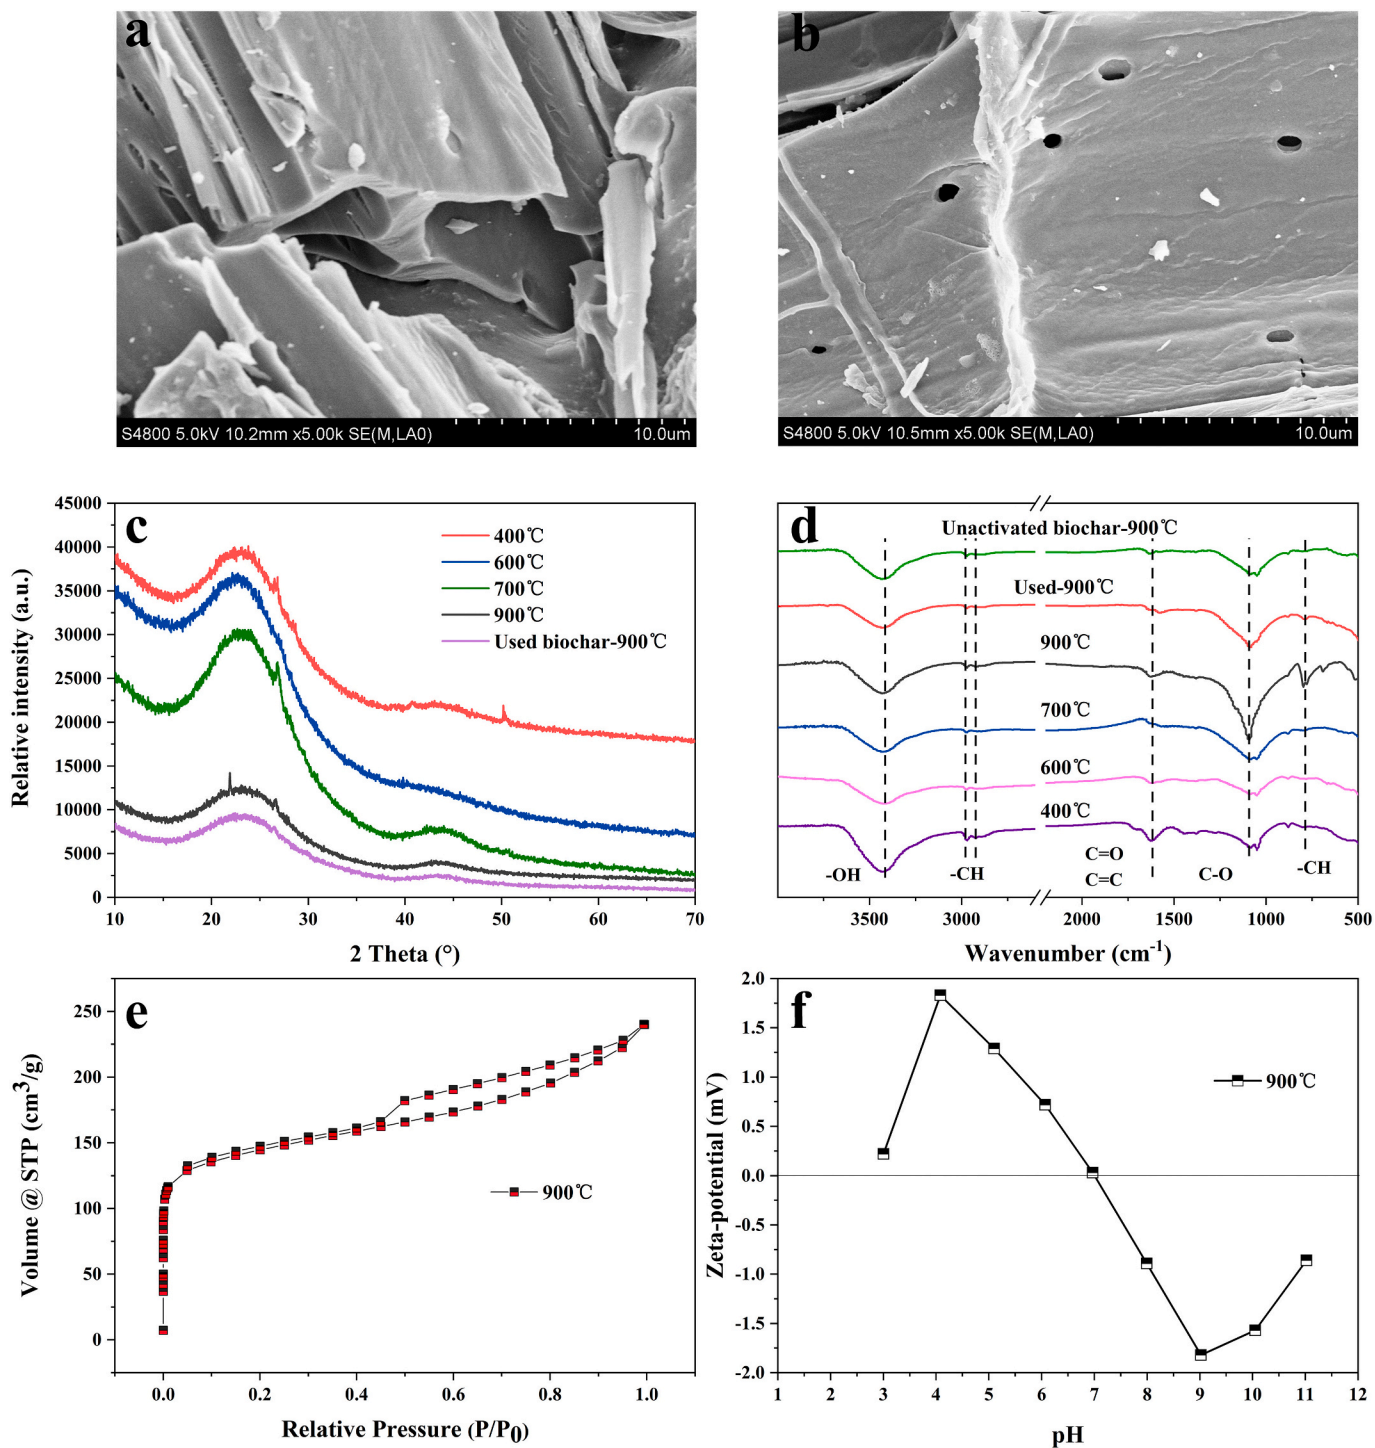 a
S4800 5.0kV 10.2mm x5.00k SE(M,LA0) 10.0um
b
S4800 5.0kV 10.5mm x5.00k SE(M,LA0) 10.0um
c
400℃
600℃
700℃
900℃
Used biochar-900℃
45000
40000
35000
30000
25000
20000
15000
10000
5000
0
Relative intensity (a.u.)
10 20 30 40 50 60 70
2 Theta (°)
d
Unactivated biochar-900℃
Used-900℃
900℃
700℃
600℃
400℃
-OH
-CH
C=O
C=C
C-O
-CH
3500 3000 2000 1500 1000 500
Wavenumber (cm⁻¹)
e
250
200
150
100
50
0
Volume @ STP (cm³/g)
900℃
0.0 0.2 0.4 0.6 0.8 1.0
Relative Pressure (P/P₀)
f
2.0
1.5
1.0
0.5
0.0
-0.5
-1.0
-1.5
-2.0
Zeta-potential (mV)
900℃
1 2 3 4 5 6 7 8 9 10 11 12
pH